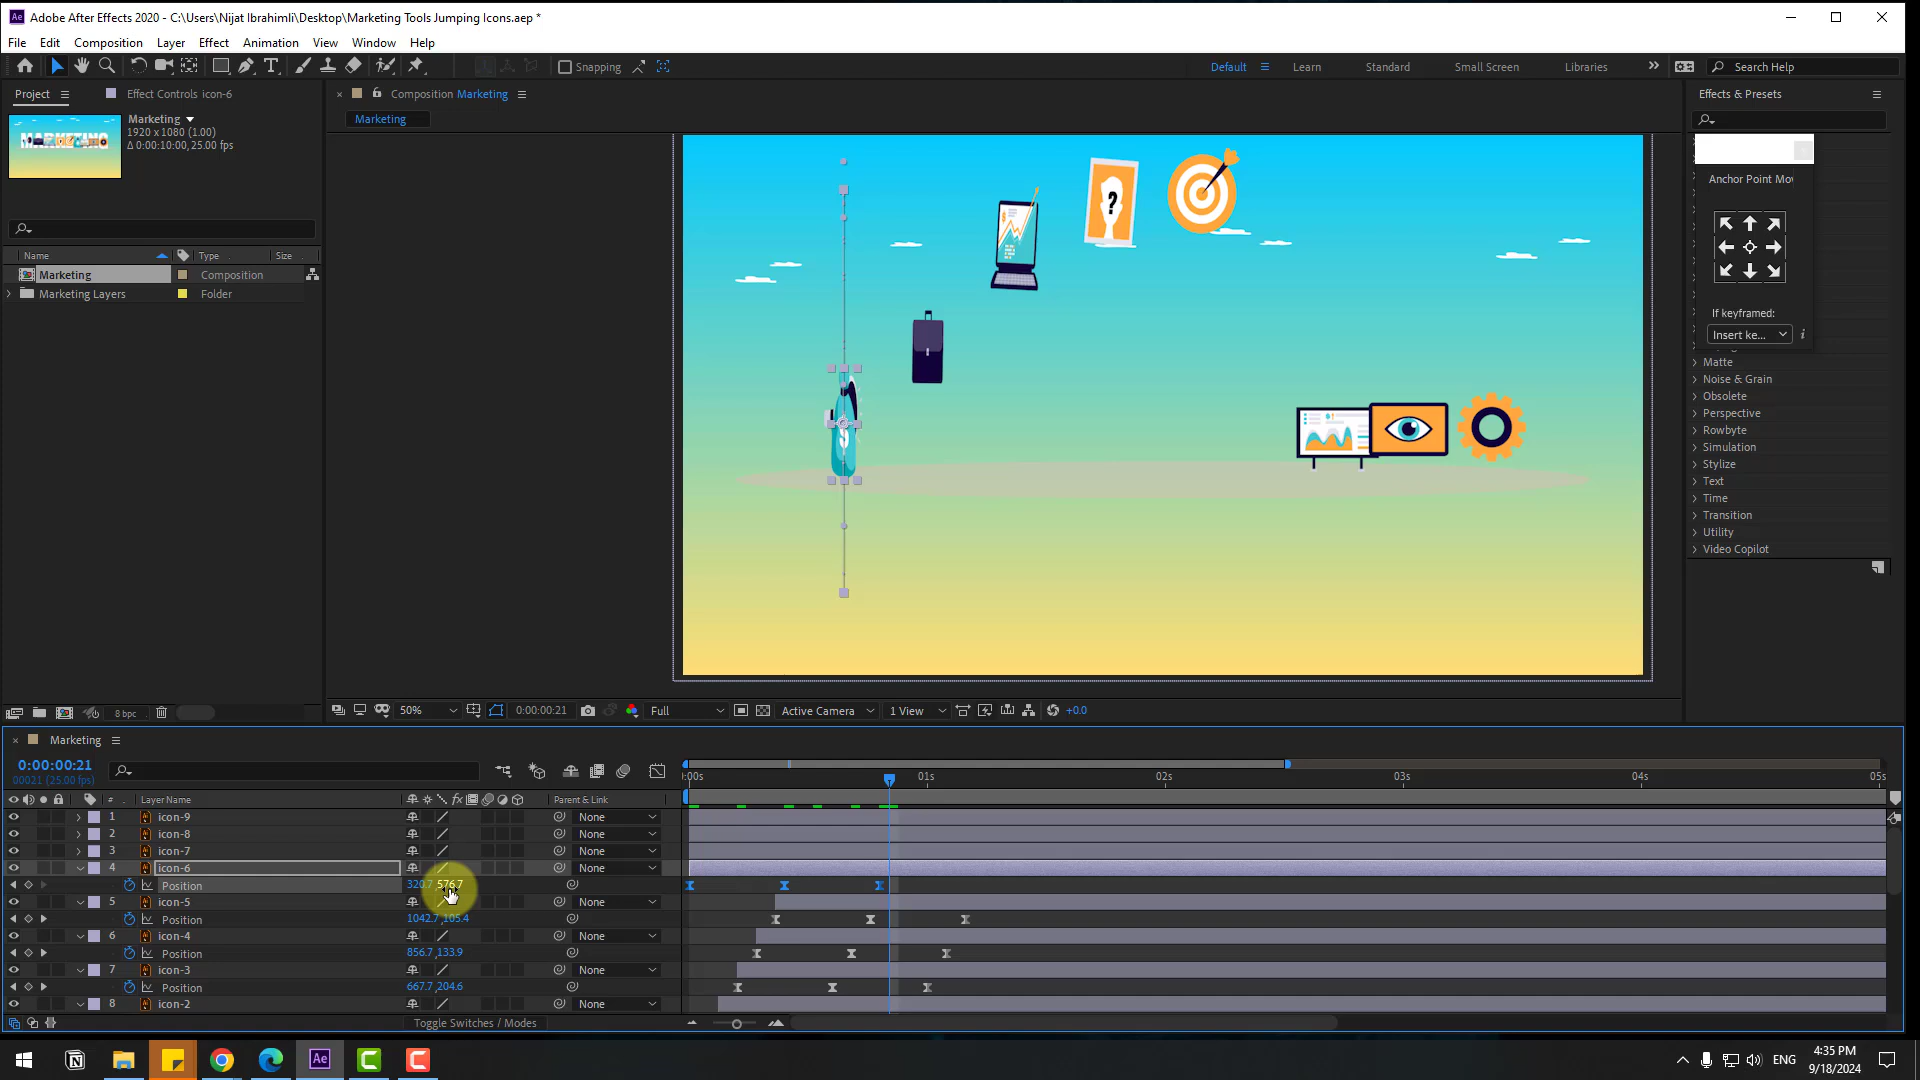 Adobe After Effects 2020 - C:\Users\Nijat Ibrahimli\Desktop\Marketing Tools Jumping Icons.aep *
File Edit Composition Layer Effect Animation View Window Help
Snapping
Default Learn Standard Small Screen Libraries Search Help
Project Effect Controls icon-6 Composition Marketing Effects & Presets
Marketing
Marketing
1920 x 1080 (1.00)
Δ 0:00:10:00, 25.00 fps
Anchor Point Mov
Name Type Size
Marketing Composition
Marketing Layers Folder
If keyframed:
Insert ke...
Matte
Noise & Grain
Obsolete
Perspective
Rowbyte
Simulation
Stylize
Text
Time
Transition
Utility
Video Copilot
8 bpc 50% 0:00:00:21 Full Active Camera 1 View +0.0
Marketing
0:00:00:21
00021 (25.00 fps)
:00s 01s 02s 03s 04s 05s
# Layer Name Parent & Link
1 icon-9 None
2 icon-8 None
3 icon-7 None
4 icon-6 None
Position 320.7,576.7
5 icon-5 None
Position 1042.7,105.4
6 icon-4 None
Position 856.7,133.9
7 icon-3 None
Position 667.7,204.6
8 icon-2 None
Toggle Switches / Modes
ENG 4:35 PM
9/18/2024